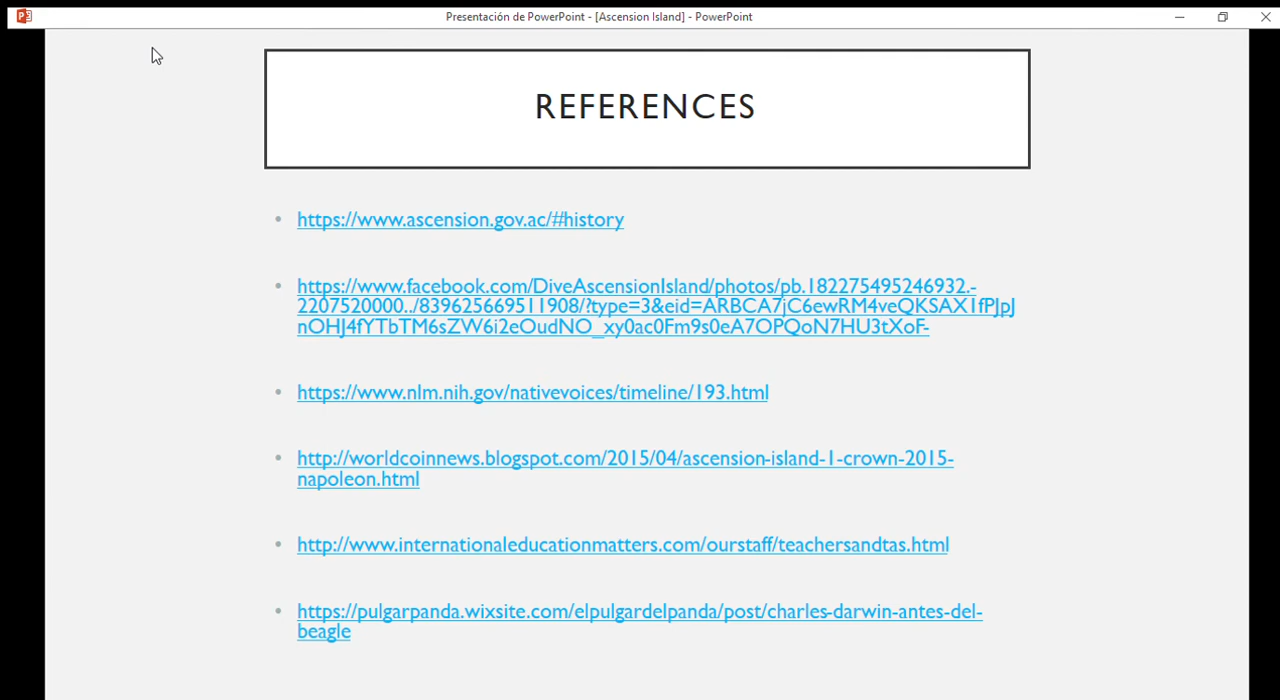 Presentación de PowerPoint - [Ascension Island] - PowerPoint
REFERENCES
• https://www.ascension.gov.ac/#history
• https://www.facebook.com/DiveAscensionIsland/photos/pb.182275495246932.-
2207520000../839625669511908/?type=3&eid=ARBCA7jC6ewRM4veQKSAX1fPJpJ
nOHJ4fYTbTM6sZW6i2eOudNO_xy0ac0Fm9s0eA7OPQoN7HU3tXoF-
• https://www.nlm.nih.gov/nativevoices/timeline/193.html
• http://worldcoinnews.blogspot.com/2015/04/ascension-island-1-crown-2015-
napoleon.html
• http://www.internationaleducationmatters.com/ourstaff/teachersandtas.html
• https://pulgarpanda.wixsite.com/elpulgardelpanda/post/charles-darwin-antes-del-
beagle